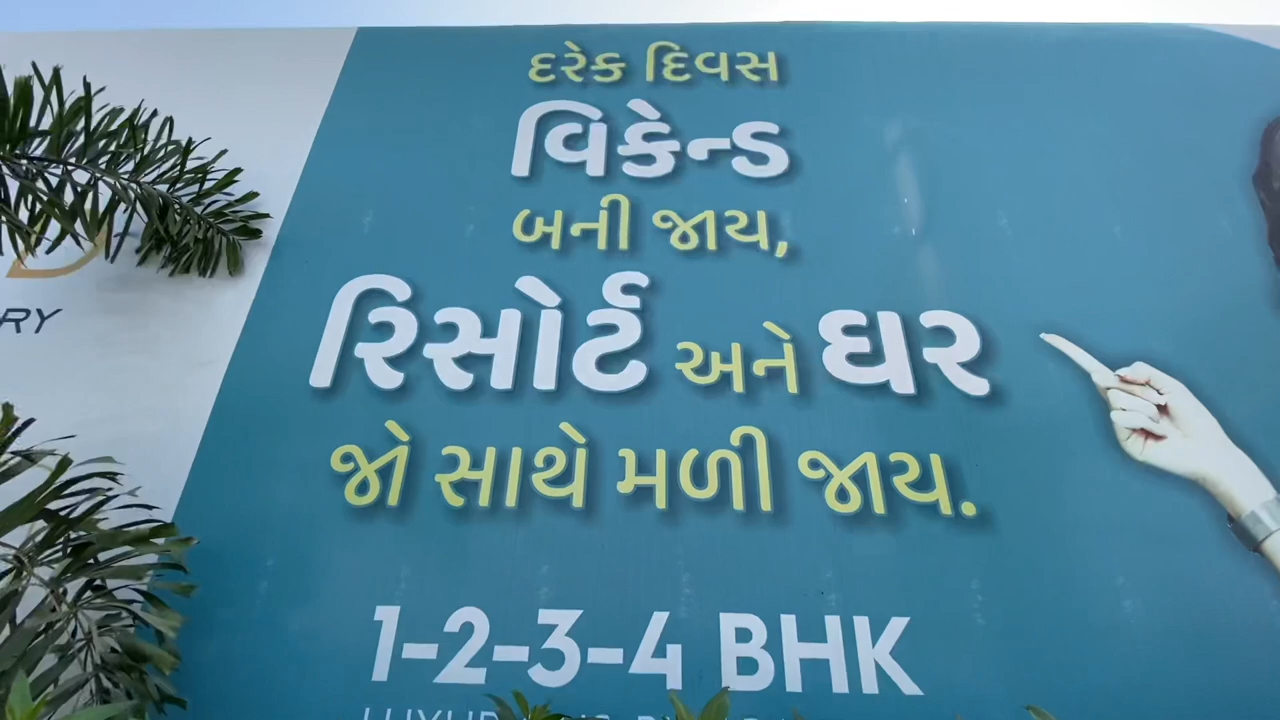 દરેક દિવસ
વિકેન્ડ
બની જાય,
રિસોર્ટ અને ઘર
જો સાથે મળી જાય.
1-2-3-4 BHK
RY